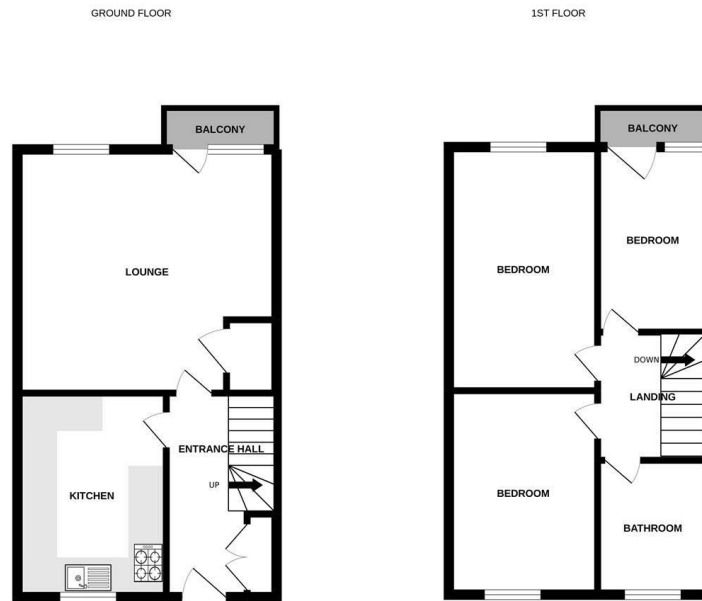 GROUND FLOOR
BALCONY
LOUNGE
ENTRANCE HALL
KITCHEN
UP
1ST FLOOR
BALCONY
BEDROOM
BEDROOM
DOWN
LANDING
BEDROOM
BATHROOM